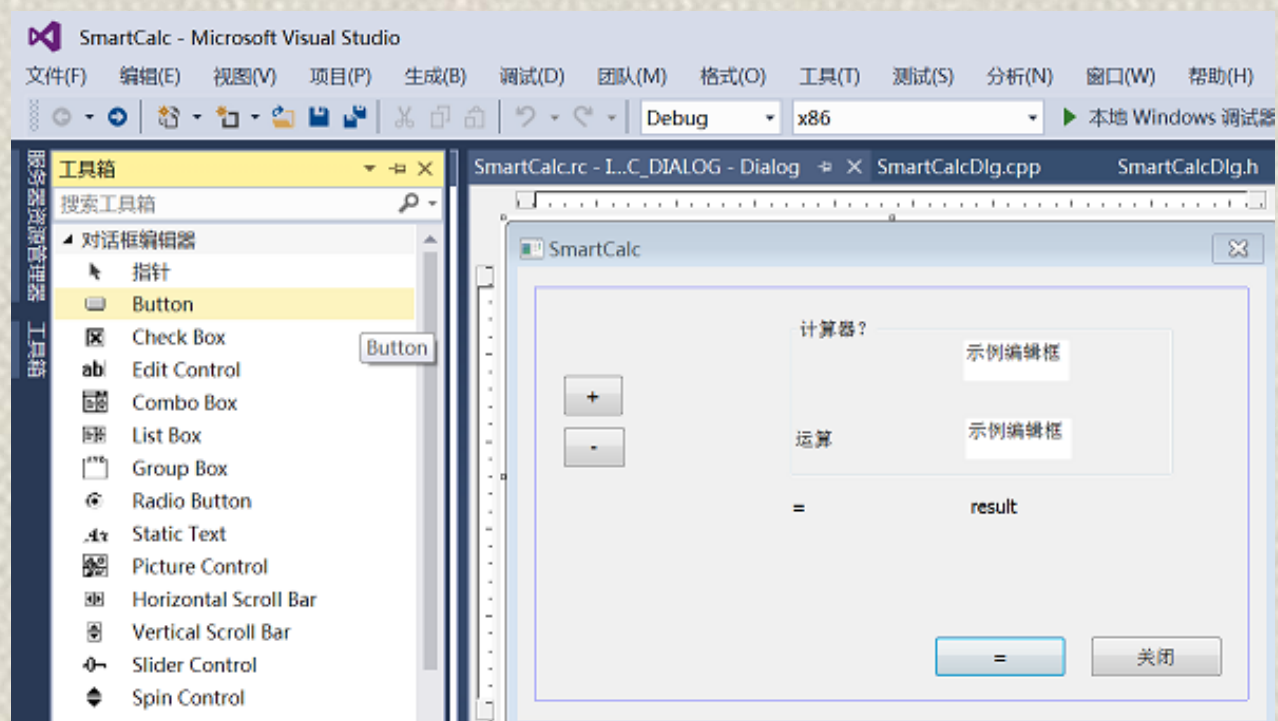 SmartCalc - Microsoft Visual Studio
文件(F) 编辑(E) 视图(V) 项目(P) 生成(B) 调试(D) 团队(M) 格式(O) 工具(T) 测试(S) 分析(N) 窗口(W) 帮助(H)
Debug x86 本地 Windows 调试器
服务器资源管理器
工具箱
工具箱
搜索工具箱
对话框编辑器
指针
Button
Check Box
Button
Edit Control
Combo Box
List Box
Group Box
Radio Button
Static Text
Picture Control
Horizontal Scroll Bar
Vertical Scroll Bar
Slider Control
Spin Control
SmartCalc.rc - I...C_DIALOG - Dialog SmartCalcDlg.cpp SmartCalcDlg.h
SmartCalc
计算器?
示例编辑框
+
-
运算 示例编辑框
= result
= 关闭